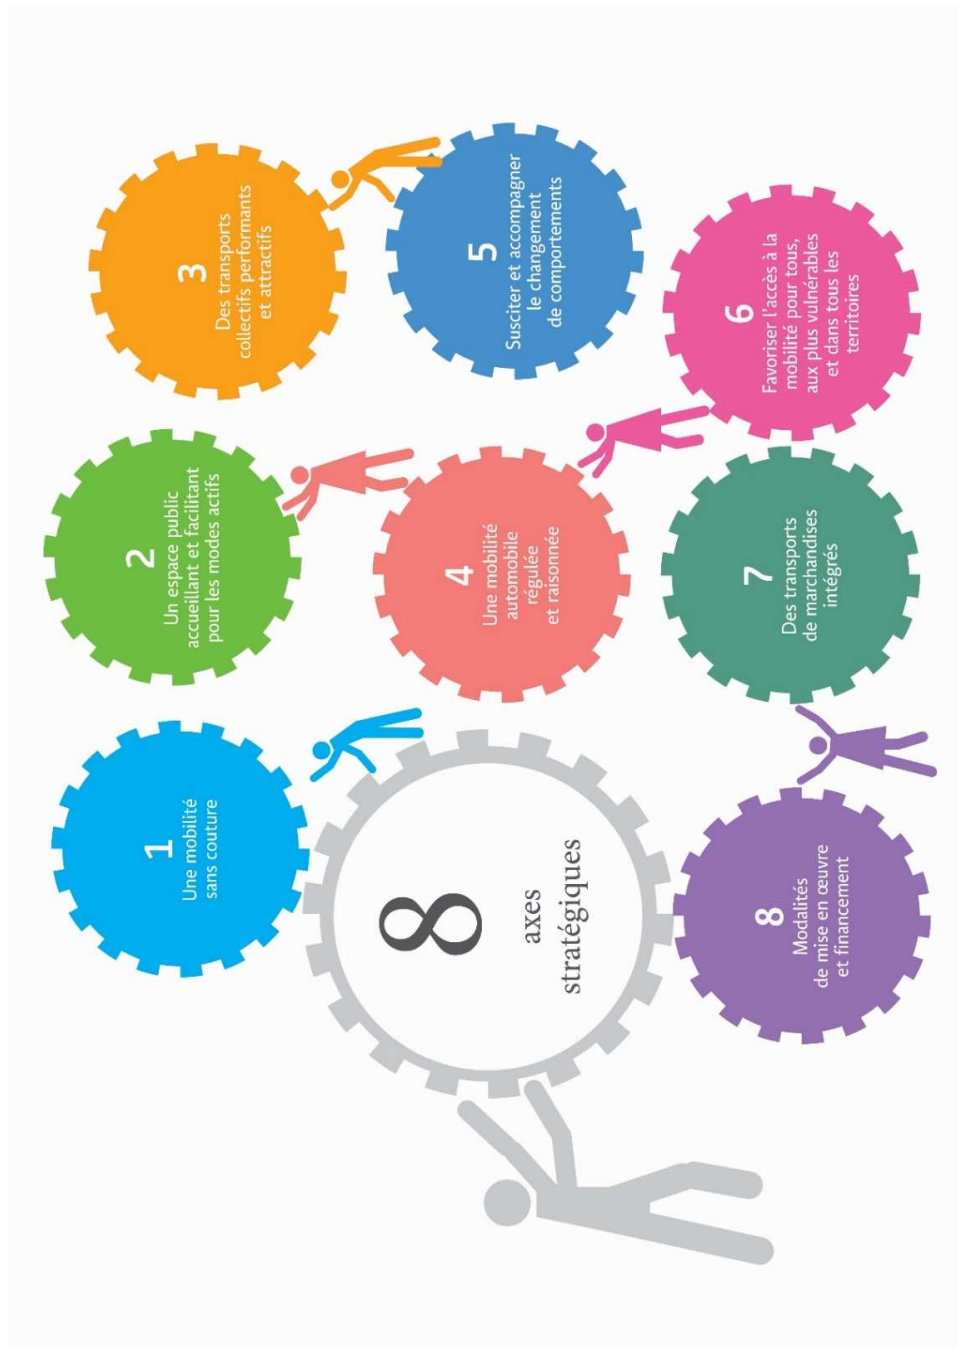 8
axes
stratégiques
1
Une mobilité
sans couture
2
Un espace public
accueillant et facilitant
pour les modes actifs
3
Des transports
collectifs performants
et attractifs
4
Une mobilité
automobile
régulée
et raisonnée
5
Susciter et accompagner
le changement
de comportements
6
Favoriser l'accès à la
mobilité pour tous,
aux plus vulnérables
et dans tous les
territoires
7
Des transports
de marchandises
intégrés
8
Modalités
de mise en œuvre
et financement